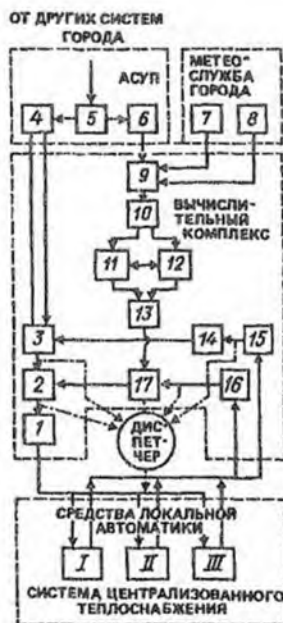 ОТ ДРУГИХ СИСТЕМ
ГОРОДА
АСУП
МЕТЕО-
СЛУЖБА
ГОРОДА
4 5 6 7 8
9
ВЫЧИСЛИ-
ТЕЛЬНЫЙ
КОМПЛЕКС
10
11 12
13
3 14 15
2 17 16
1
ДИС-
ПЕТ-
ЧЕР
СРЕДСТВА ЛОКАЛЬНОЙ
АВТОМАТИКИ
I II III
СИСТЕМА ЦЕНТРАЛИЗОВАННОГО
ТЕПЛОСНАБЖЕНИЯ